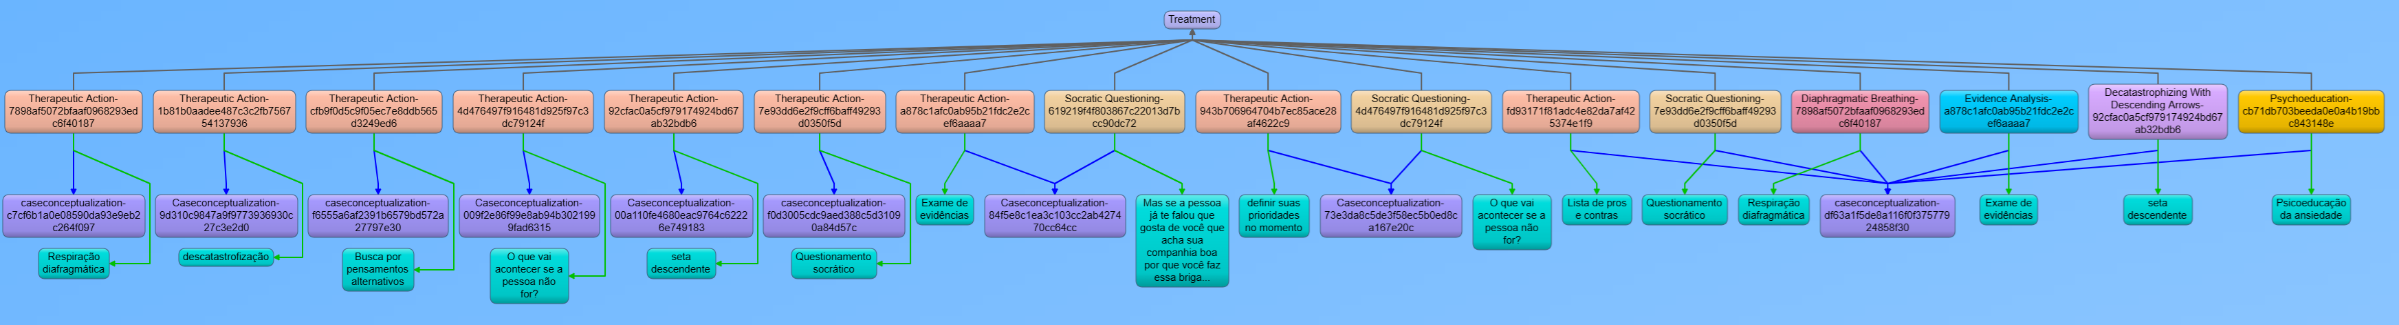 Treatment
Therapeutic Action-
7898af5072bfaaf0968293ed
c6f40187
Therapeutic Action-
1b81b0aadee487c3c2fb7567
54137936
Therapeutic Action-
cfb9f0d5c9f05ec7e8ddb565
d3249ed6
Therapeutic Action-
4d476497f916481d925f97c3
dc79124f
Therapeutic Action-
92cfac0a5cf979174924bd67
ab32bdb6
Therapeutic Action-
7e93dd6e2f9cff6baff49293
d0350f5d
Therapeutic Action-
a878c1afc0ab95b21fdc2e2c
ef6aaaa7
Socratic Questioning-
619219f4f803867c22013d7b
cc90dc72
Therapeutic Action-
943b706964704b7ec85ace28
af4622c9
Socratic Questioning-
4d476497f916481d925f97c3
dc79124f
Therapeutic Action-
fd93171f81adc4e82da7af42
5374e1f9
Socratic Questioning-
7e93dd6e2f9cff6baff49293
d0350f5d
Diaphragmatic Breathing-
7898af5072bfaaf0968293ed
c6f40187
Evidence Analysis-
a878c1afc0ab95b21fdc2e2c
ef6aaaa7
Decatastrophizing With
Descending Arrows-
92cfac0a5cf979174924bd67
ab32bdb6
Psychoeducation-
cb71db703beeda0e0a4b19bb
c843148e
caseconceptualization-
c7cf6b1a0e08590da93e9eb2
c264f097
Caseconceptualization-
9d310c9847a9f9773936930c
27c3e2d0
caseconceptualization-
f6555a6af2391b6579bd572a
27797e30
Caseconceptualization-
009f2e86f99e8ab94b302199
9fad6315
Caseconceptualization-
00a110fe4680eac9764c6222
6e749183
caseconceptualization-
f0d3005cdc9aed388c5d3109
0a84d57c
Exame de
evidências
Caseconceptualization-
84f5e8c1ea3c103cc2ab4274
70cc64cc
Mas se a pessoa
já te falou que
gosta de você que
acha sua
companhia boa
por que você faz
essa briga...
definir suas
prioridades
no momento
Caseconceptualization-
73e3da8c5de3f58ec5b0ed8c
a167e20c
O que vai
acontecer se a
pessoa não
for?
Lista de pros
e contras
Questionamento
socrático
Respiração
diafragmática
caseconceptualization-
df63a1f5de8a116f0f375779
24858f30
Exame de
evidências
seta
descendente
Psicoeducação
da ansiedade
Respiração
diafragmática
descatastrofização
Busca por
pensamentos
alternativos
O que vai
acontecer se a
pessoa não
for?
seta
descendente
Questionamento
socrático